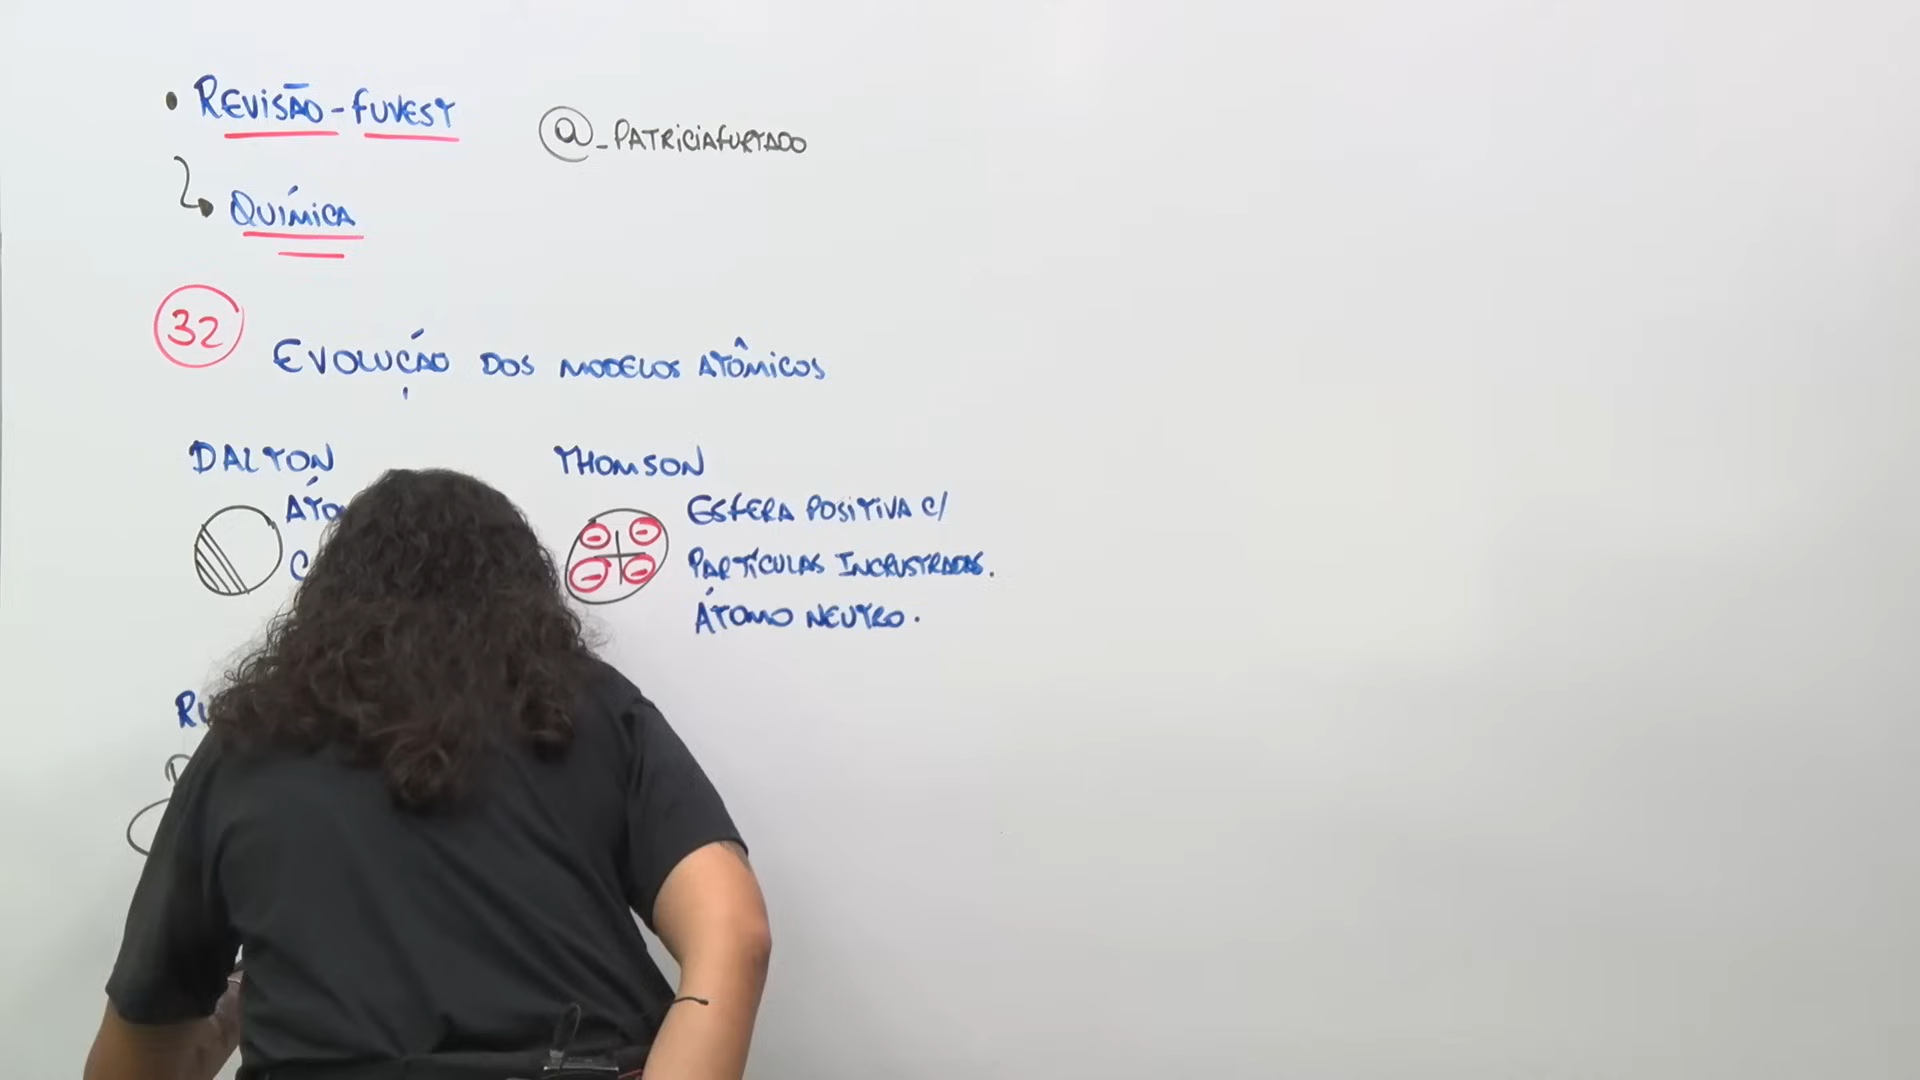 • REVISÃO - FUVEST
@_PATRICIAFURTADO
QUÍMICA
32
EVOLUÇÃO DOS MODELOS ATÔMICOS
DALTON
THOMSON
ESFERA POSITIVA C/
PARTÍCULAS INCRUSTRADAS.
ÁTOMO NEUTRO.